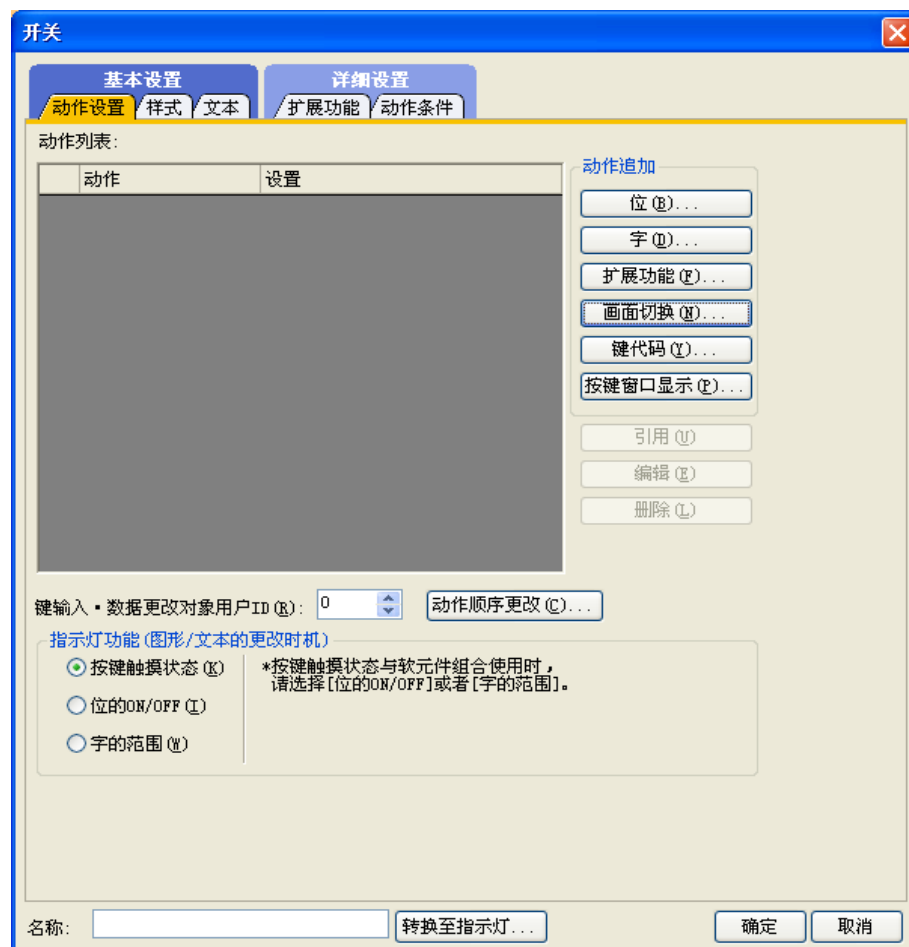 开关
基本设置 详细设置
动作设置 样式 文本 扩展功能 动作条件
动作列表:
动作 设置
动作追加
位(B)...
字(D)...
扩展功能(F)...
画面切换(N)...
键代码(Y)...
按键窗口显示(P)...
引用(U)
编辑(E)
删除(L)
键输入·数据更改对象用户ID(R): 0 动作顺序更改(C)...
指示灯功能(图形/文本的更改时机)
按键触摸状态(K)
位的ON/OFF(I)
字的范围(W)
*按键触摸状态与软元件组合使用时，
请选择[位的ON/OFF]或者[字的范围]。
名称: 转换至指示灯... 确定 取消